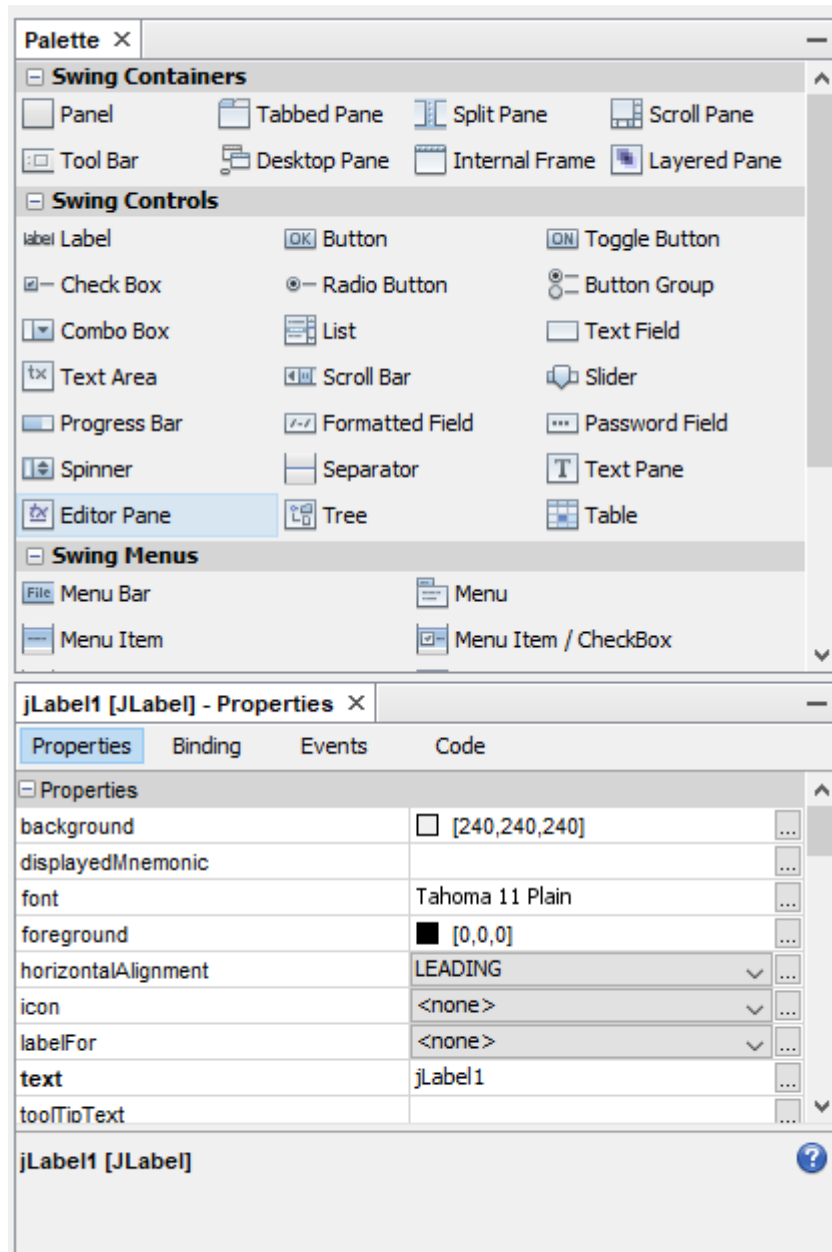 Palette
Swing Containers
Panel Tabbed Pane Split Pane Scroll Pane
Tool Bar Desktop Pane Internal Frame Layered Pane
Swing Controls
label Label OK Button ON Toggle Button
Check Box Radio Button Button Group
Combo Box List Text Field
tx Text Area Scroll Bar Slider
Progress Bar Formatted Field Password Field
Spinner Separator T Text Pane
Editor Pane Tree Table
Swing Menus
File Menu Bar Menu
Menu Item Menu Item / CheckBox
jLabel1 [JLabel] - Properties
Properties Binding Events Code
Properties
background [240,240,240] ...
displayedMnemonic ...
font Tahoma 11 Plain ...
foreground [0,0,0] ...
horizontalAlignment LEADING ...
icon <none> ...
labelFor <none> ...
text jLabel1 ...
toolTipText ...
jLabel1 [JLabel] ?